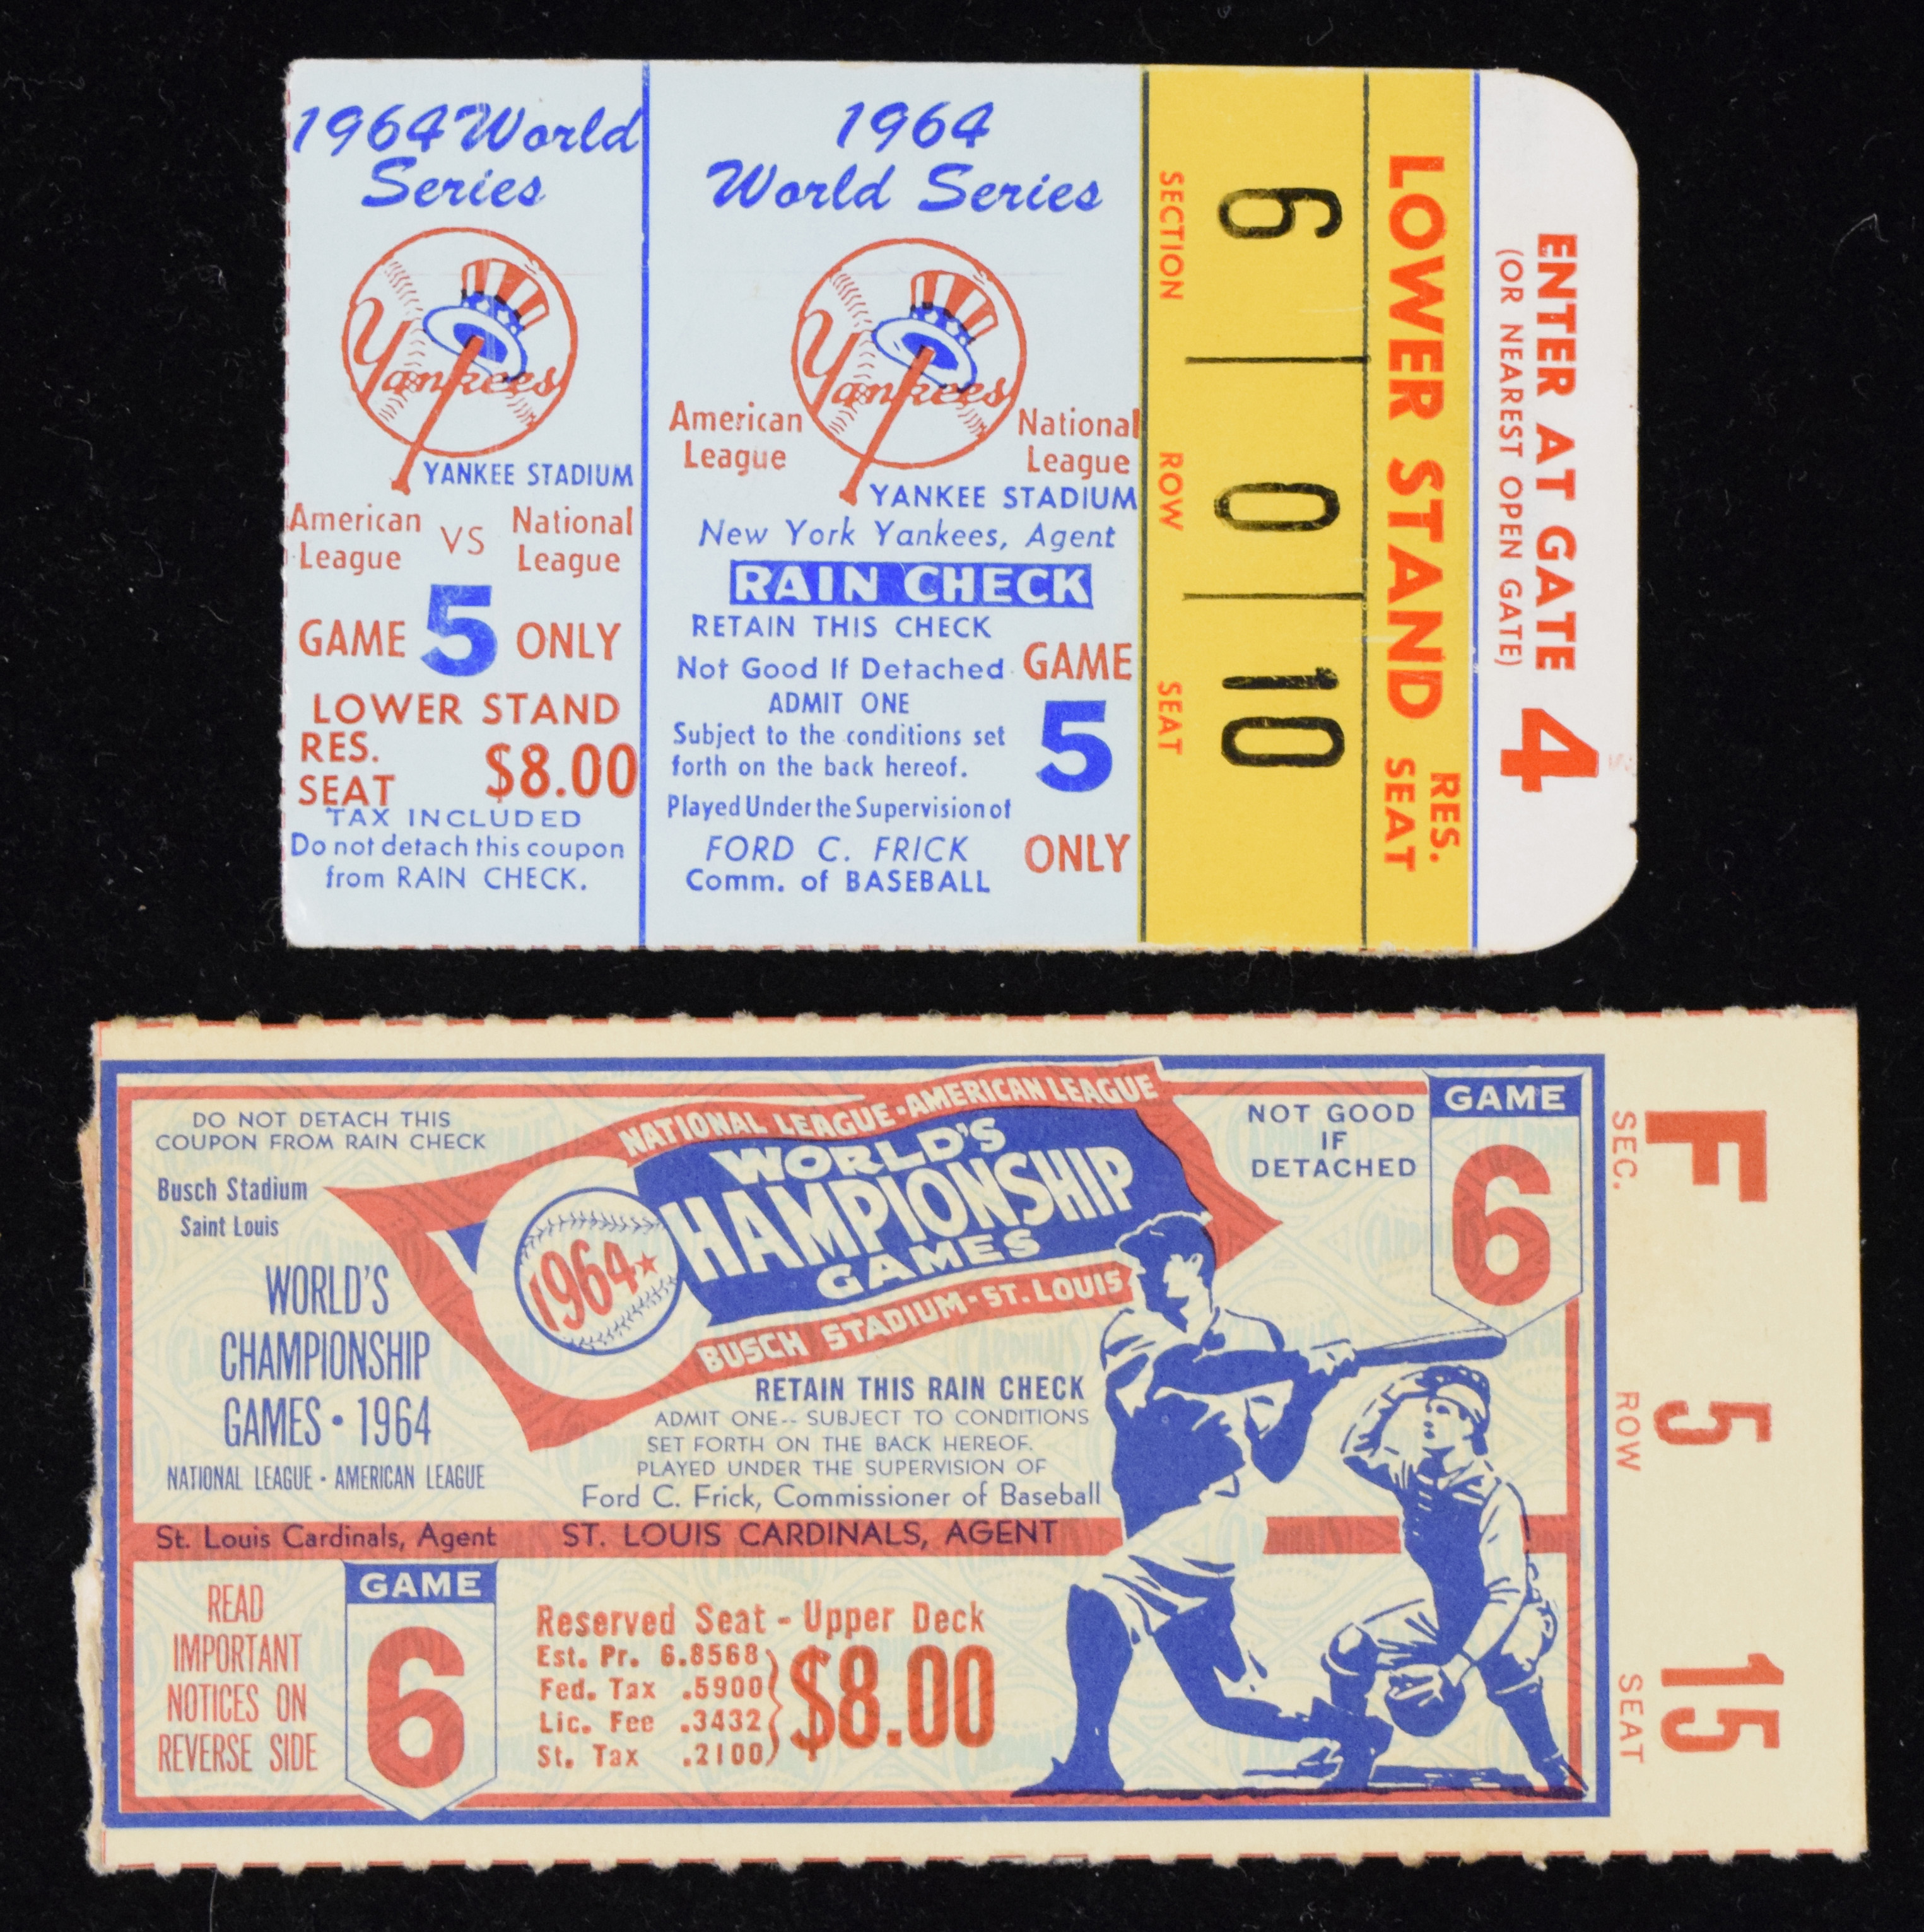 1964 World
Series
Yankees
YANKEE STADIUM
American League VS National League
GAME 5 ONLY
LOWER STAND
RES. SEAT $8.00
TAX INCLUDED
Do not detach this coupon
from RAIN CHECK.
1964
World Series
Yankees
American League
National League
YANKEE STADIUM
New York Yankees, Agent
RAIN CHECK
RETAIN THIS CHECK
Not Good If Detached
ADMIT ONE
Subject to the conditions set
forth on the back hereof.
Played Under the Supervision of
FORD C. FRICK
Comm. of BASEBALL
GAME
5
ONLY
SECTION 6
ROW 0
SEAT 10
LOWER STAND RES. SEAT
ENTER AT GATE 4
(OR NEAREST OPEN GATE)
DO NOT DETACH THIS
COUPON FROM RAIN CHECK
Busch Stadium
Saint Louis
WORLD'S
CHAMPIONSHIP
GAMES • 1964
NATIONAL LEAGUE • AMERICAN LEAGUE
St. Louis Cardinals, Agent
READ
IMPORTANT
NOTICES ON
REVERSE SIDE
GAME
6
NATIONAL LEAGUE • AMERICAN LEAGUE
1964
WORLD'S
CHAMPIONSHIP
GAMES
BUSCH STADIUM • ST. LOUIS
RETAIN THIS RAIN CHECK
ADMIT ONE -- SUBJECT TO CONDITIONS
SET FORTH ON THE BACK HEREOF.
PLAYED UNDER THE SUPERVISION OF
Ford C. Frick, Commissioner of Baseball
ST. LOUIS CARDINALS, AGENT
Reserved Seat - Upper Deck
Est. Pr. 6.8568
Fed. Tax .5900
Lic. Fee .3432
St. Tax .2100
$8.00
NOT GOOD
IF
DETACHED
GAME
6
SEC. F
ROW 5
SEAT 15